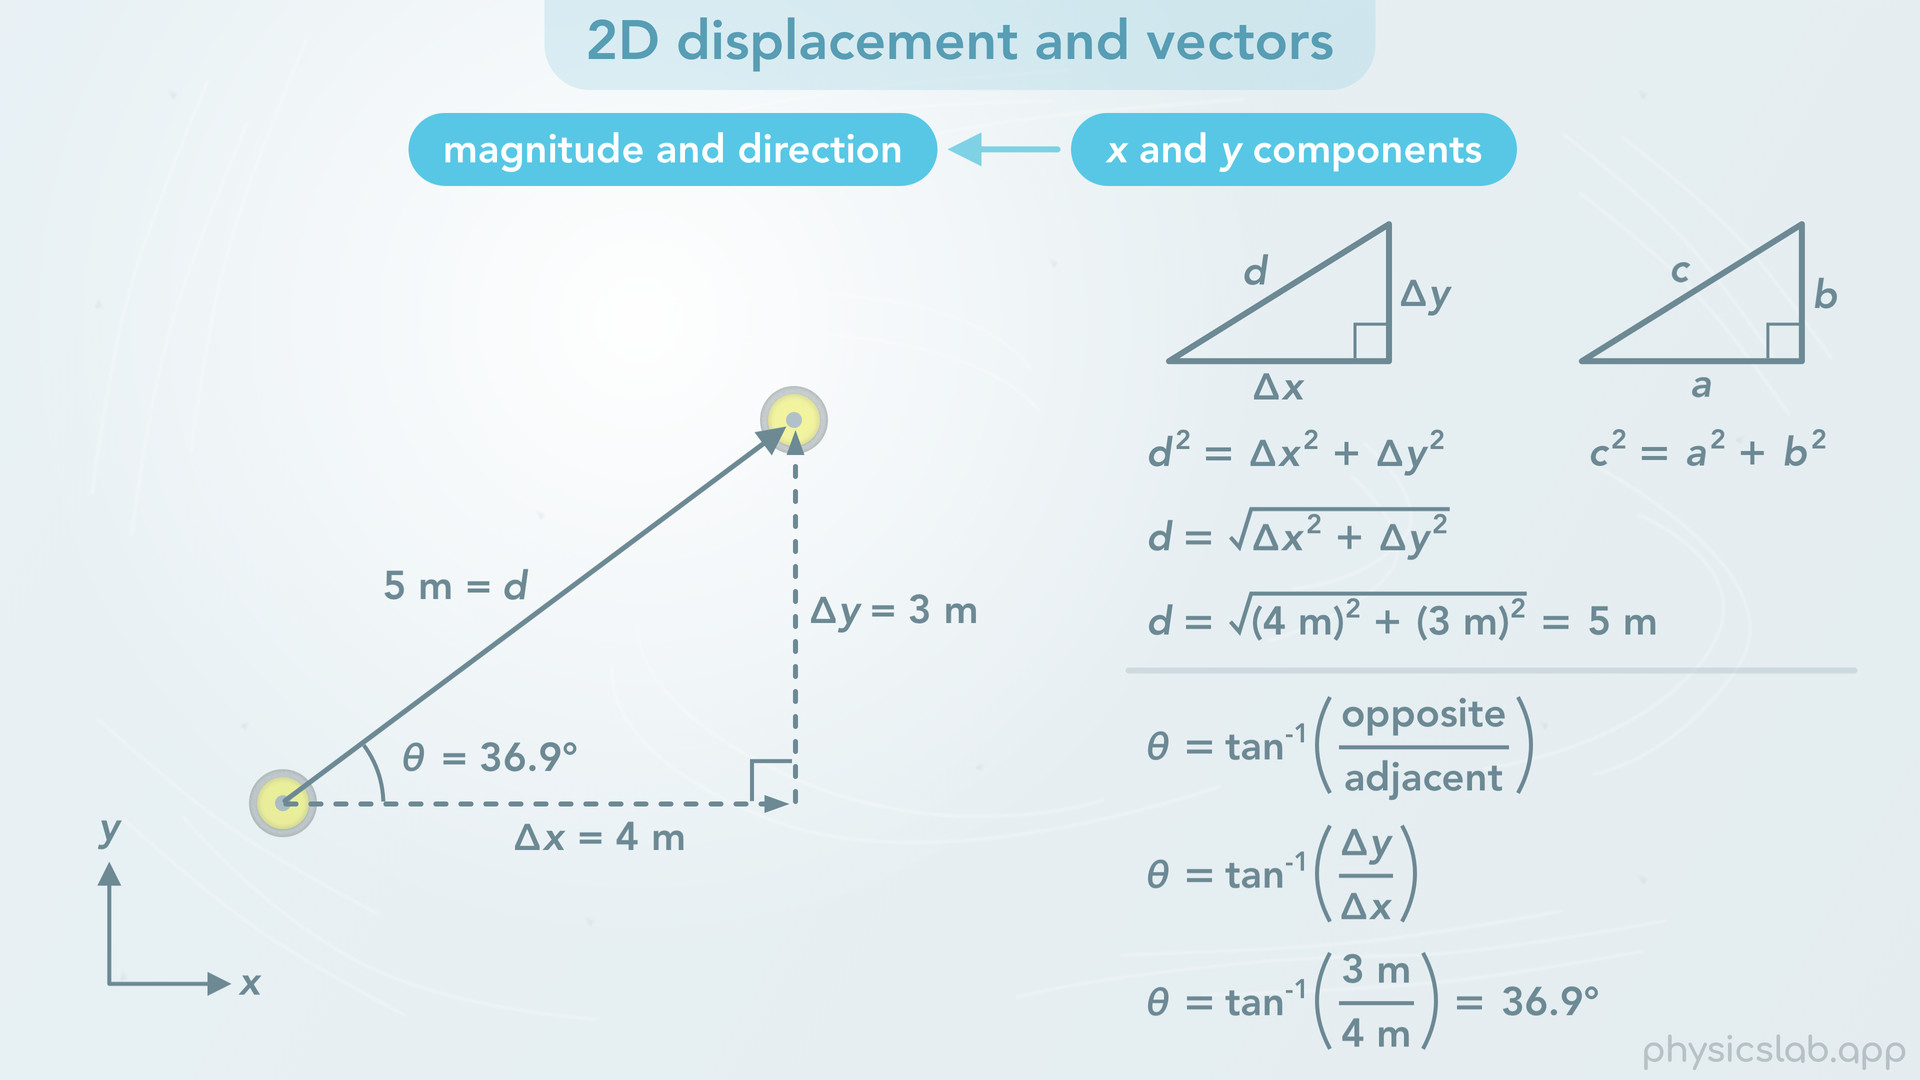 2D displacement and vectors
magnitude and direction
x and y components
d
Δy
Δx
c
b
a
d² = Δx² + Δy²
c² = a² + b²
d = √(Δx² + Δy²)
d = √((4 m)² + (3 m)²) = 5 m
5 m = d
Δy = 3 m
θ = 36.9°
Δx = 4 m
y
x
θ = tan⁻¹(opposite/adjacent)
θ = tan⁻¹(Δy/Δx)
θ = tan⁻¹(3 m/4 m) = 36.9°
physicslab.app